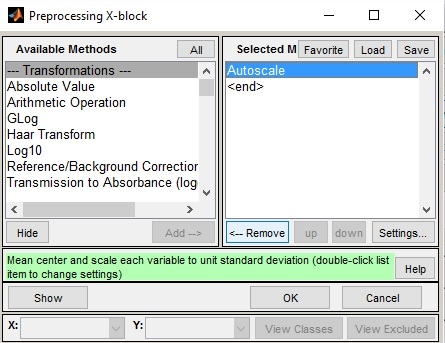 Preprocessing X-block
Available Methods All
Selected M Favorite Load Save
--- Transformations ---
Absolute Value
Arithmetic Operation
GLog
Haar Transform
Log10
Reference/Background Correction
Transmission to Absorbance (log
Autoscale
<end>
Hide Add -->
<-- Remove up down Settings...
Mean center and scale each variable to unit standard deviation (double-click list
item to change settings)
Help
Show OK Cancel
X: Y: View Classes View Excluded